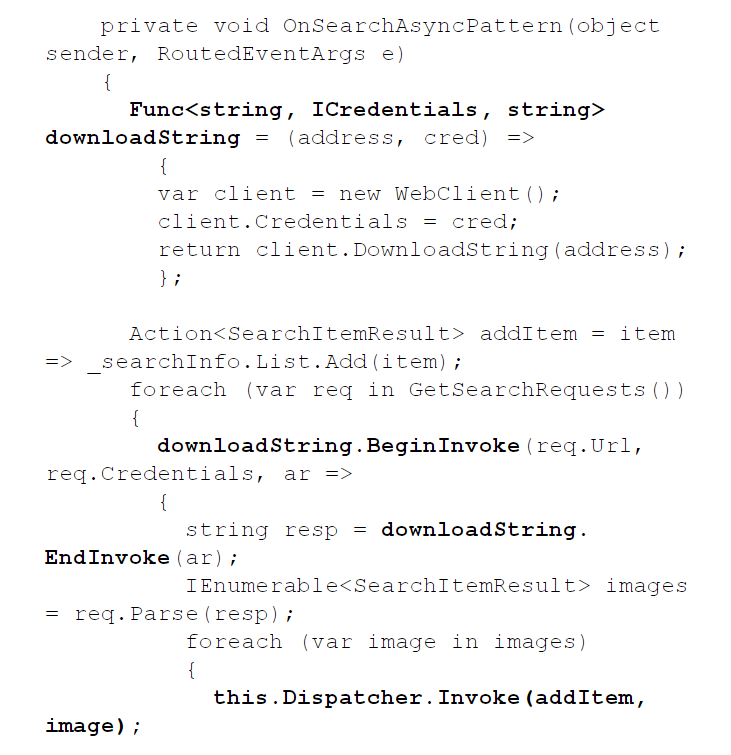 private void OnSearchAsyncPattern(object
sender, RoutedEventArgs e)
{
Func<string, ICredentials, string>
downloadString = (address, cred) =>
{
var client = new WebClient();
client.Credentials = cred;
return client.DownloadString(address);
};
Action<SearchItemResult> addItem = item
=> _searchInfo.List.Add(item);
foreach (var req in GetSearchRequests())
{
downloadString.BeginInvoke(req.Url,
req.Credentials, ar =>
{
string resp = downloadString.
EndInvoke(ar);
IEnumerable<SearchItemResult> images
= req.Parse(resp);
foreach (var image in images)
{
this.Dispatcher.Invoke(addItem,
image);